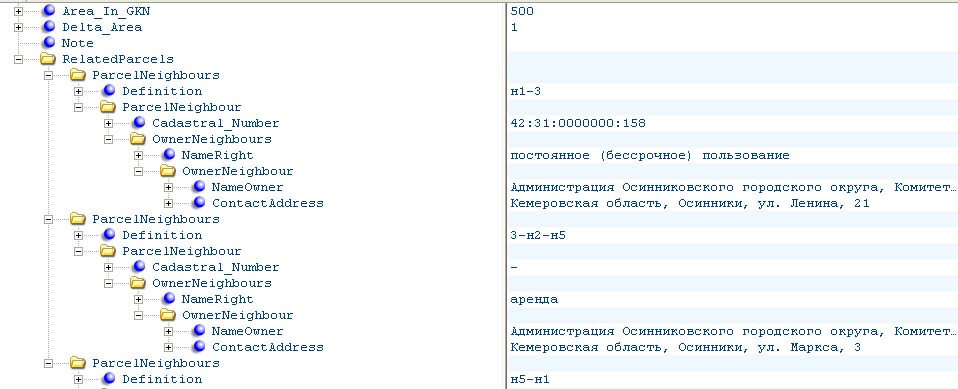 Area_In_GKN 500
Delta_Area 1
Note
RelatedParcels
ParcelNeighbours
Definition н1-3
ParcelNeighbour
Cadastral_Number 42:31:0000000:158
OwnerNeighbours
NameRight постоянное (бессрочное) пользование
OwnerNeighbour
NameOwner Администрация Осинниковского городского округа, Комитет…
ContactAddress Кемеровская область, Осинники, ул. Ленина, 21
ParcelNeighbours
Definition 3-н2-н5
ParcelNeighbour
Cadastral_Number -
OwnerNeighbours
NameRight аренда
OwnerNeighbour
NameOwner Администрация Осинниковского городского округа, Комитет…
ContactAddress Кемеровская область, Осинники, ул. Маркса, 3
ParcelNeighbours
Definition н5-н1